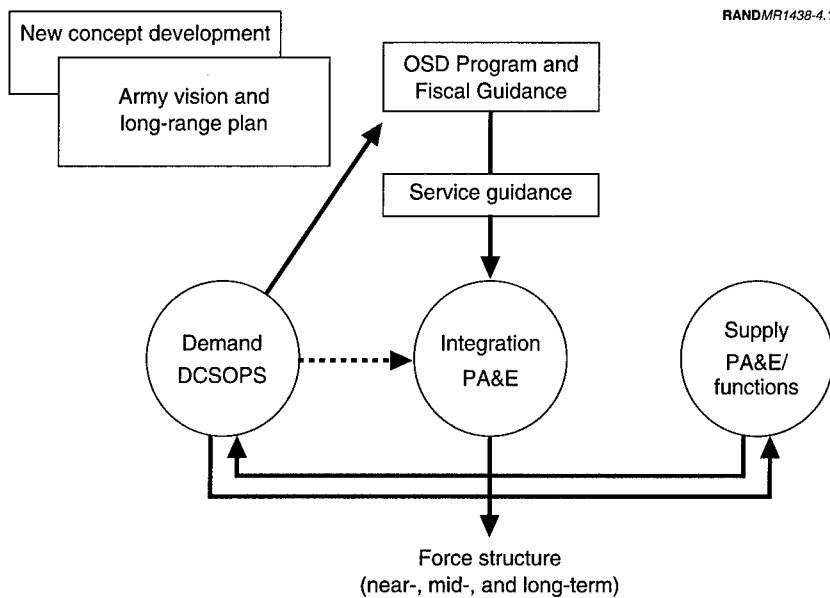 RANDMR1438-4.1
New concept development
Army vision and
long-range plan
OSD Program and
Fiscal Guidance
Service guidance
Demand
DCSOPS
Integration
PA&E
Supply
PA&E/
functions
Force structure
(near-, mid-, and long-term)